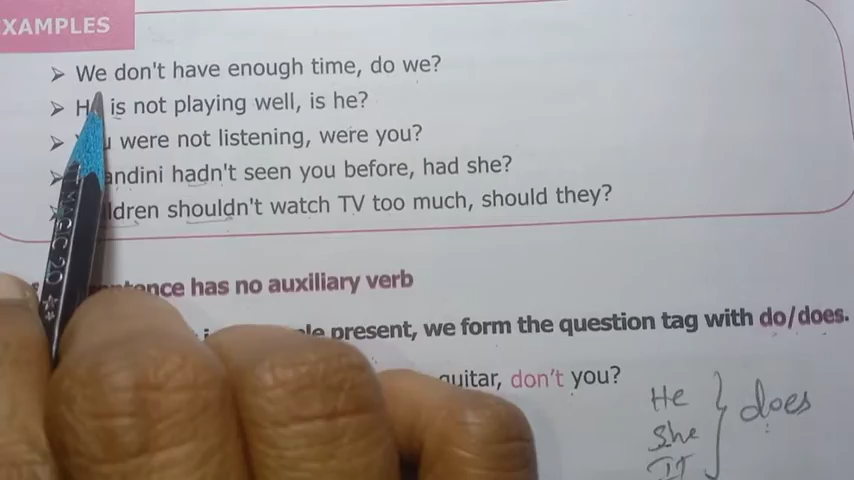 XAMPLES
➤ We don't have enough time, do we?
➤ H is not playing well, is he?
➤ were not listening, were you?
➤ andini hadn't seen you before, had she?
➤ ldren shouldn't watch TV too much, should they?
ntence has no auxiliary verb
present, we form the question tag with do/does.
guitar, don't you?
He
She } does
It